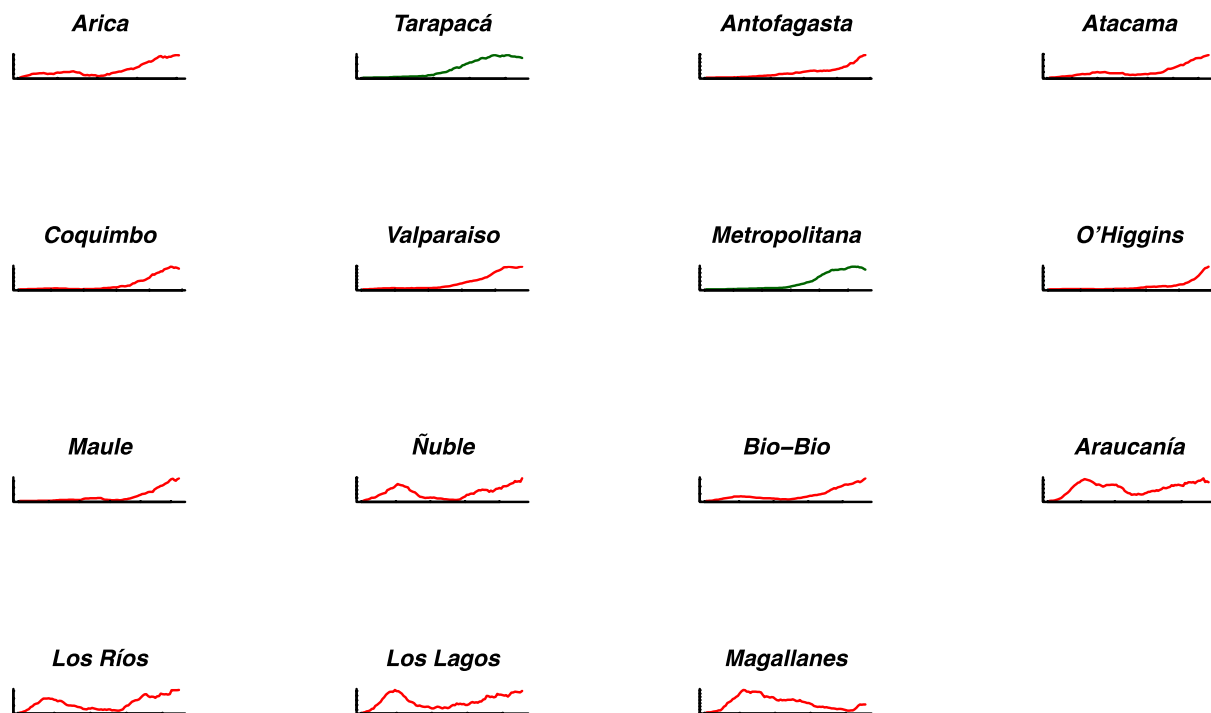 Arica
Tarapacá
Antofagasta
Atacama
Coquimbo
Valparaiso
Metropolitana
O’Higgins
Maule
Ñuble
Bio−Bio
Araucanía
Los Ríos
Los Lagos
Magallanes